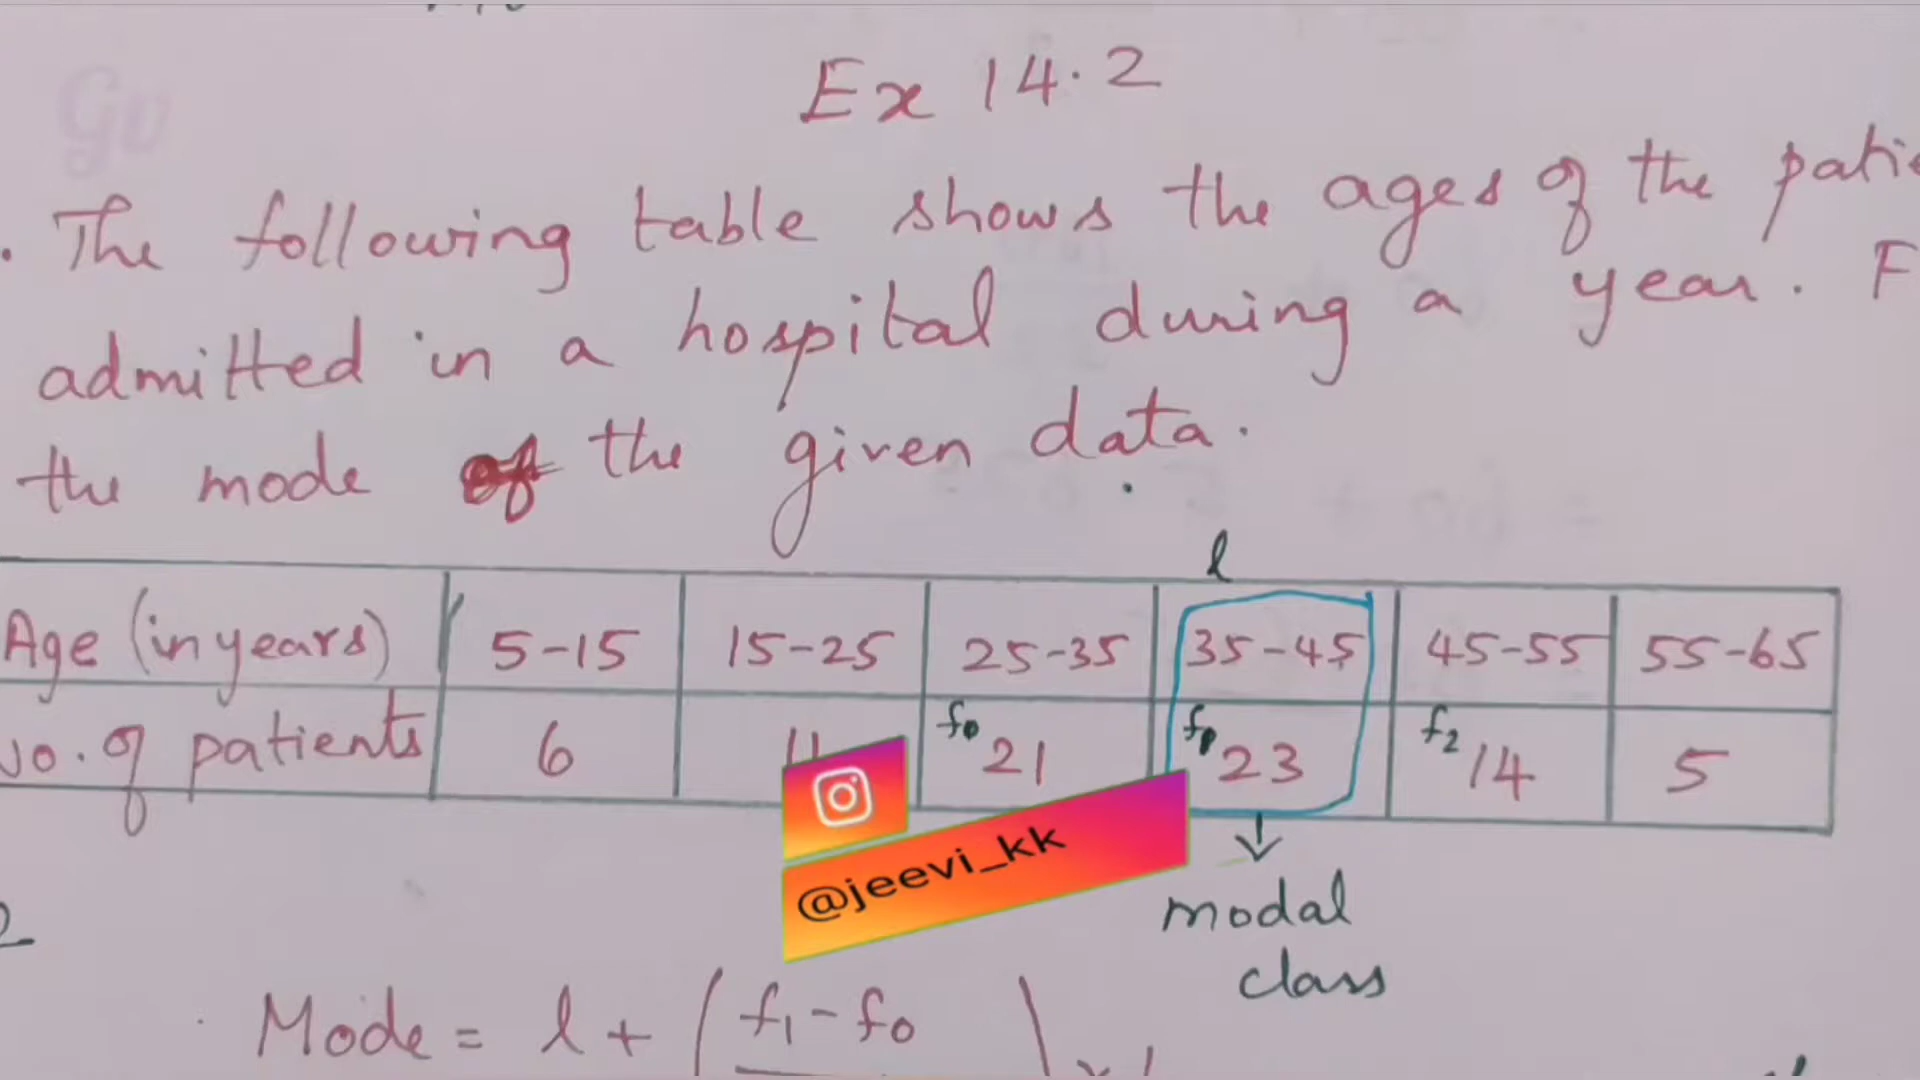 Gv
Ex 14.2
. The following table shows the ages of the
admitted in a hospital during a year.
the mode of the given data.
l
Age (in years) 5-15 15-25 25-35 35-45 45-55 55-65
of patients 6 f0 21 f1 23 f2 14 5
@jeevi_kk
modal
class
Mode = l + ( f1 - f0 ) ×